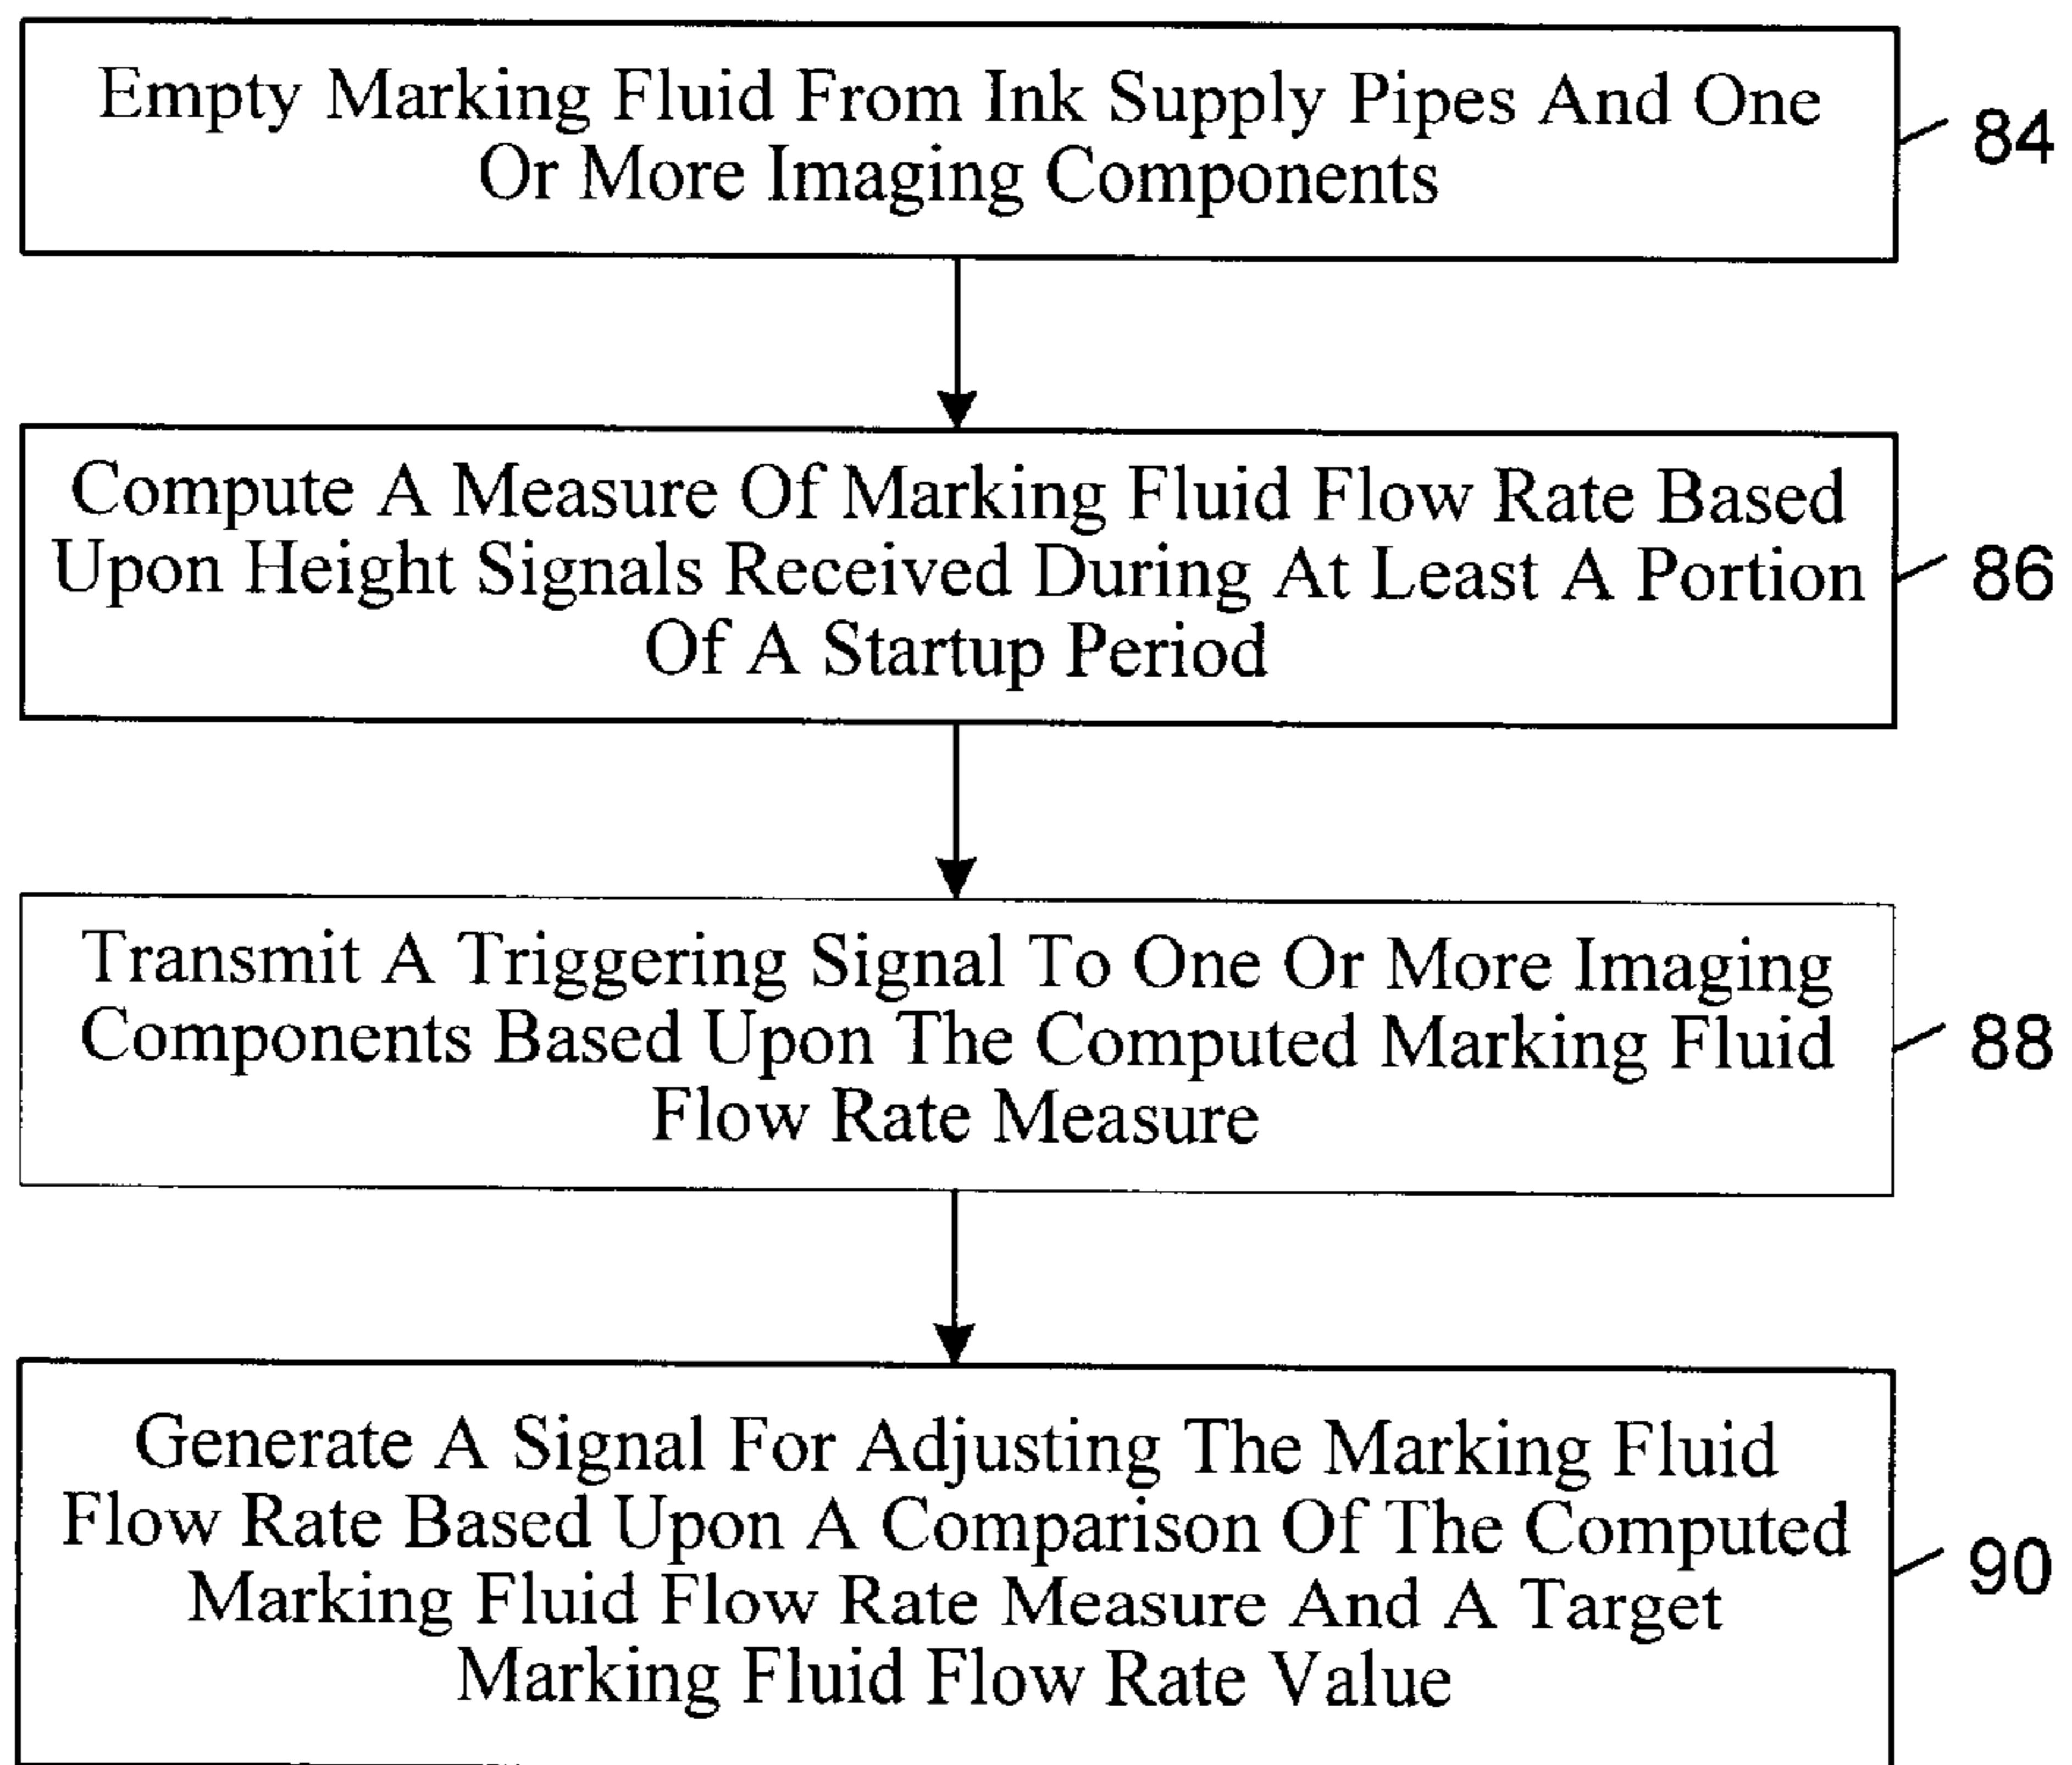 Empty Marking Fluid From Ink Supply Pipes And One
Or More Imaging Components
84
Compute A Measure Of Marking Fluid Flow Rate Based
Upon Height Signals Received During At Least A Portion
Of A Startup Period
86
Transmit A Triggering Signal To One Or More Imaging
Components Based Upon The Computed Marking Fluid
Flow Rate Measure
88
Generate A Signal For Adjusting The Marking Fluid
Flow Rate Based Upon A Comparison Of The Computed
Marking Fluid Flow Rate Measure And A Target
Marking Fluid Flow Rate Value
90